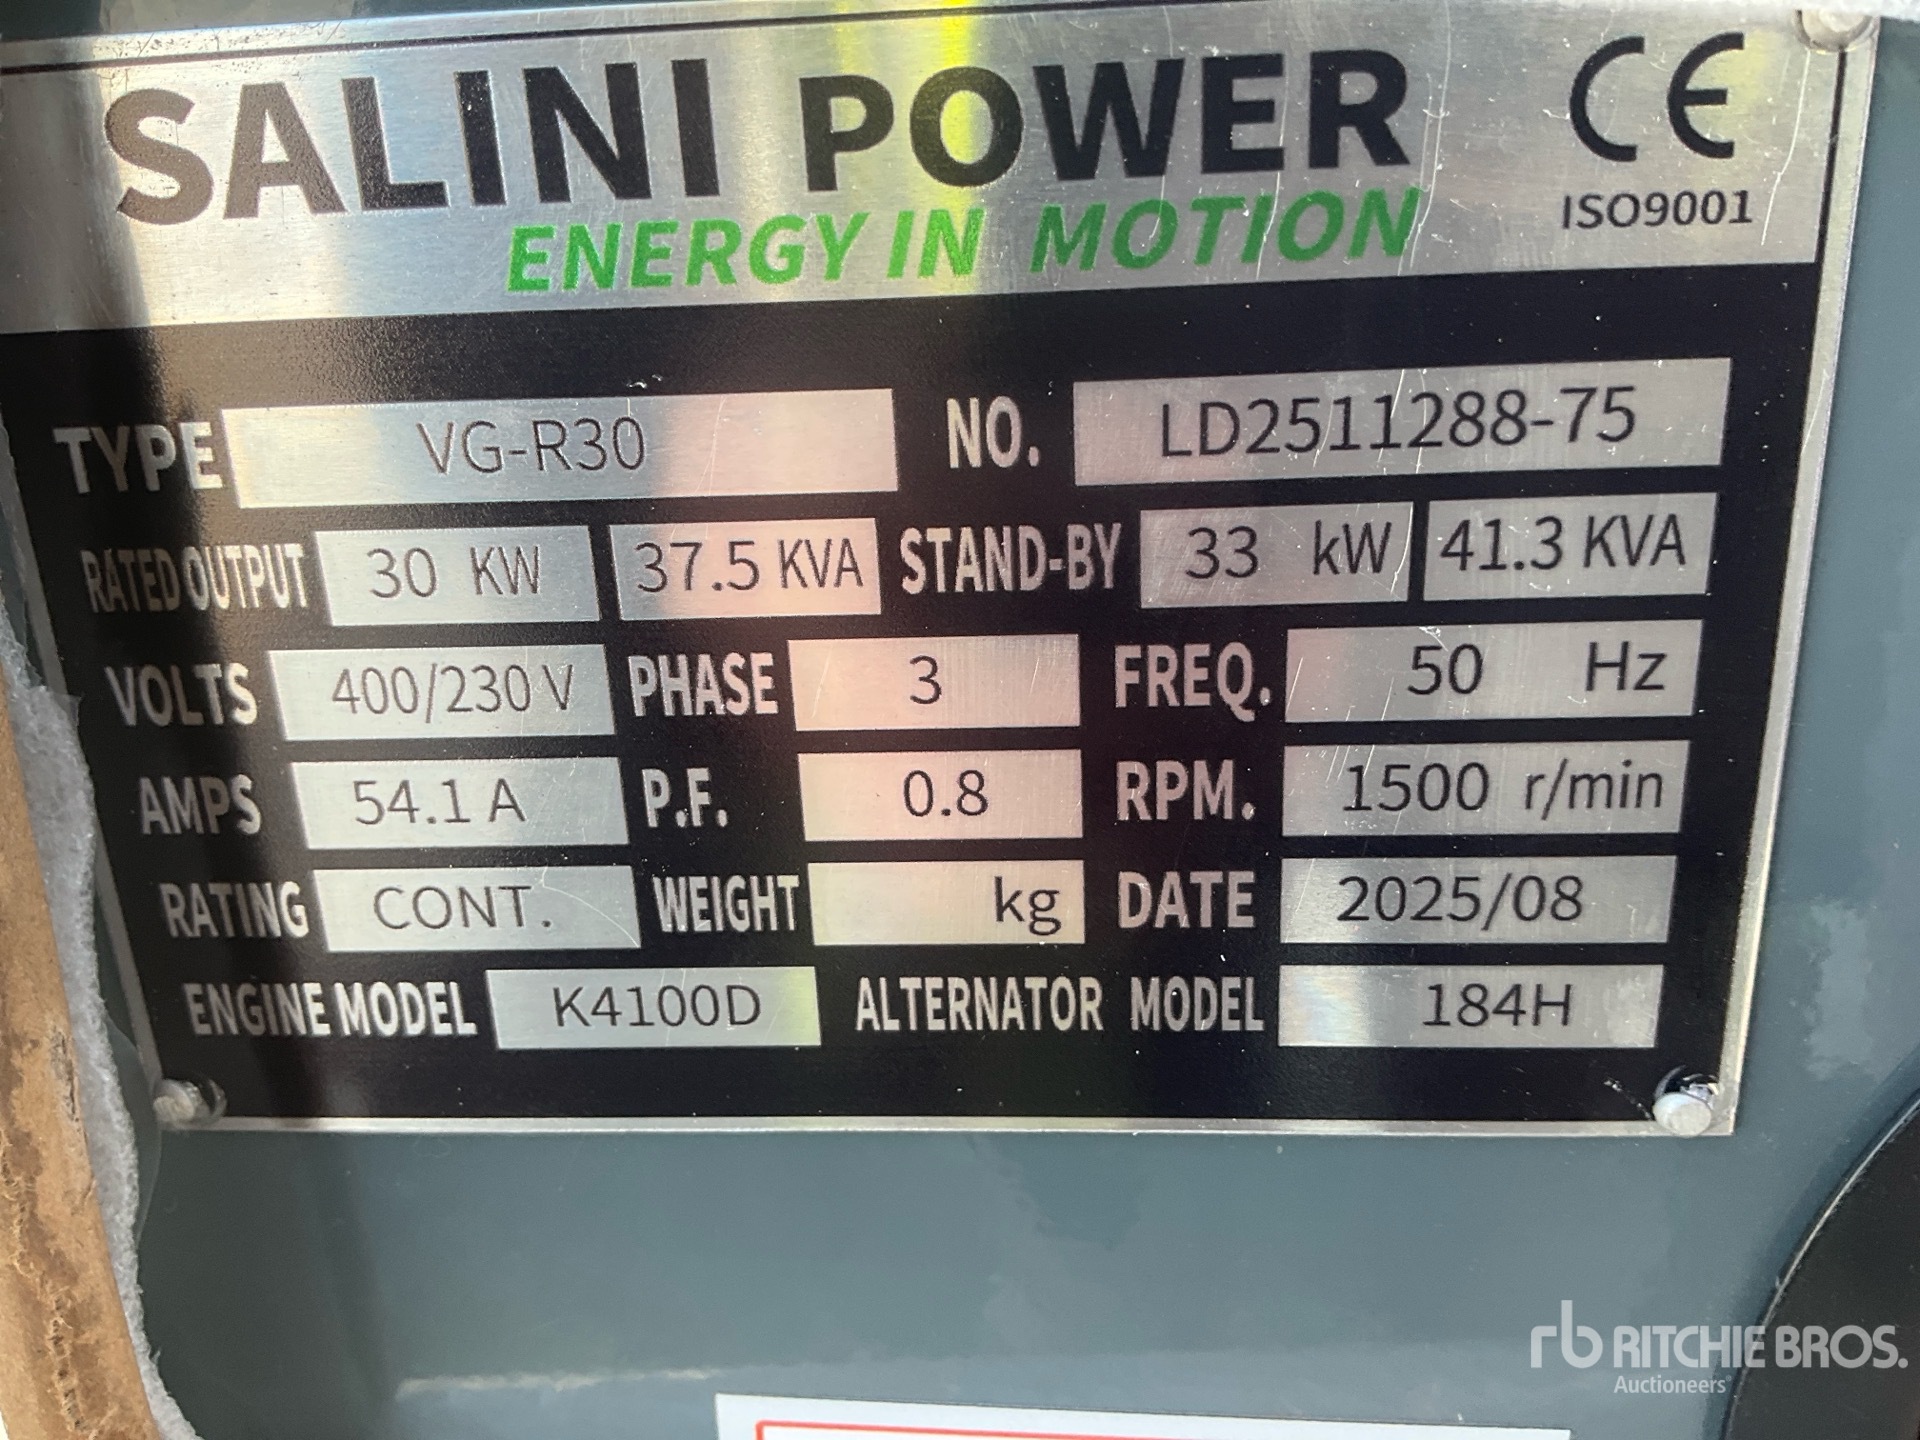 SALINI POWER CE
ENERGY IN MOTION ISO9001
TYPE VG-R30 NO. LD2511288-75
RATED OUTPUT 30 KW 37.5 KVA STAND-BY 33 kW 41.3 KVA
VOLTS 400/230 V PHASE 3 FREQ. 50 Hz
AMPS 54.1 A P.F. 0.8 RPM. 1500 r/min
RATING CONT. WEIGHT kg DATE 2025/08
ENGINE MODEL K4100D ALTERNATOR MODEL 184H
rb RITCHIE BROS.
Auctioneers